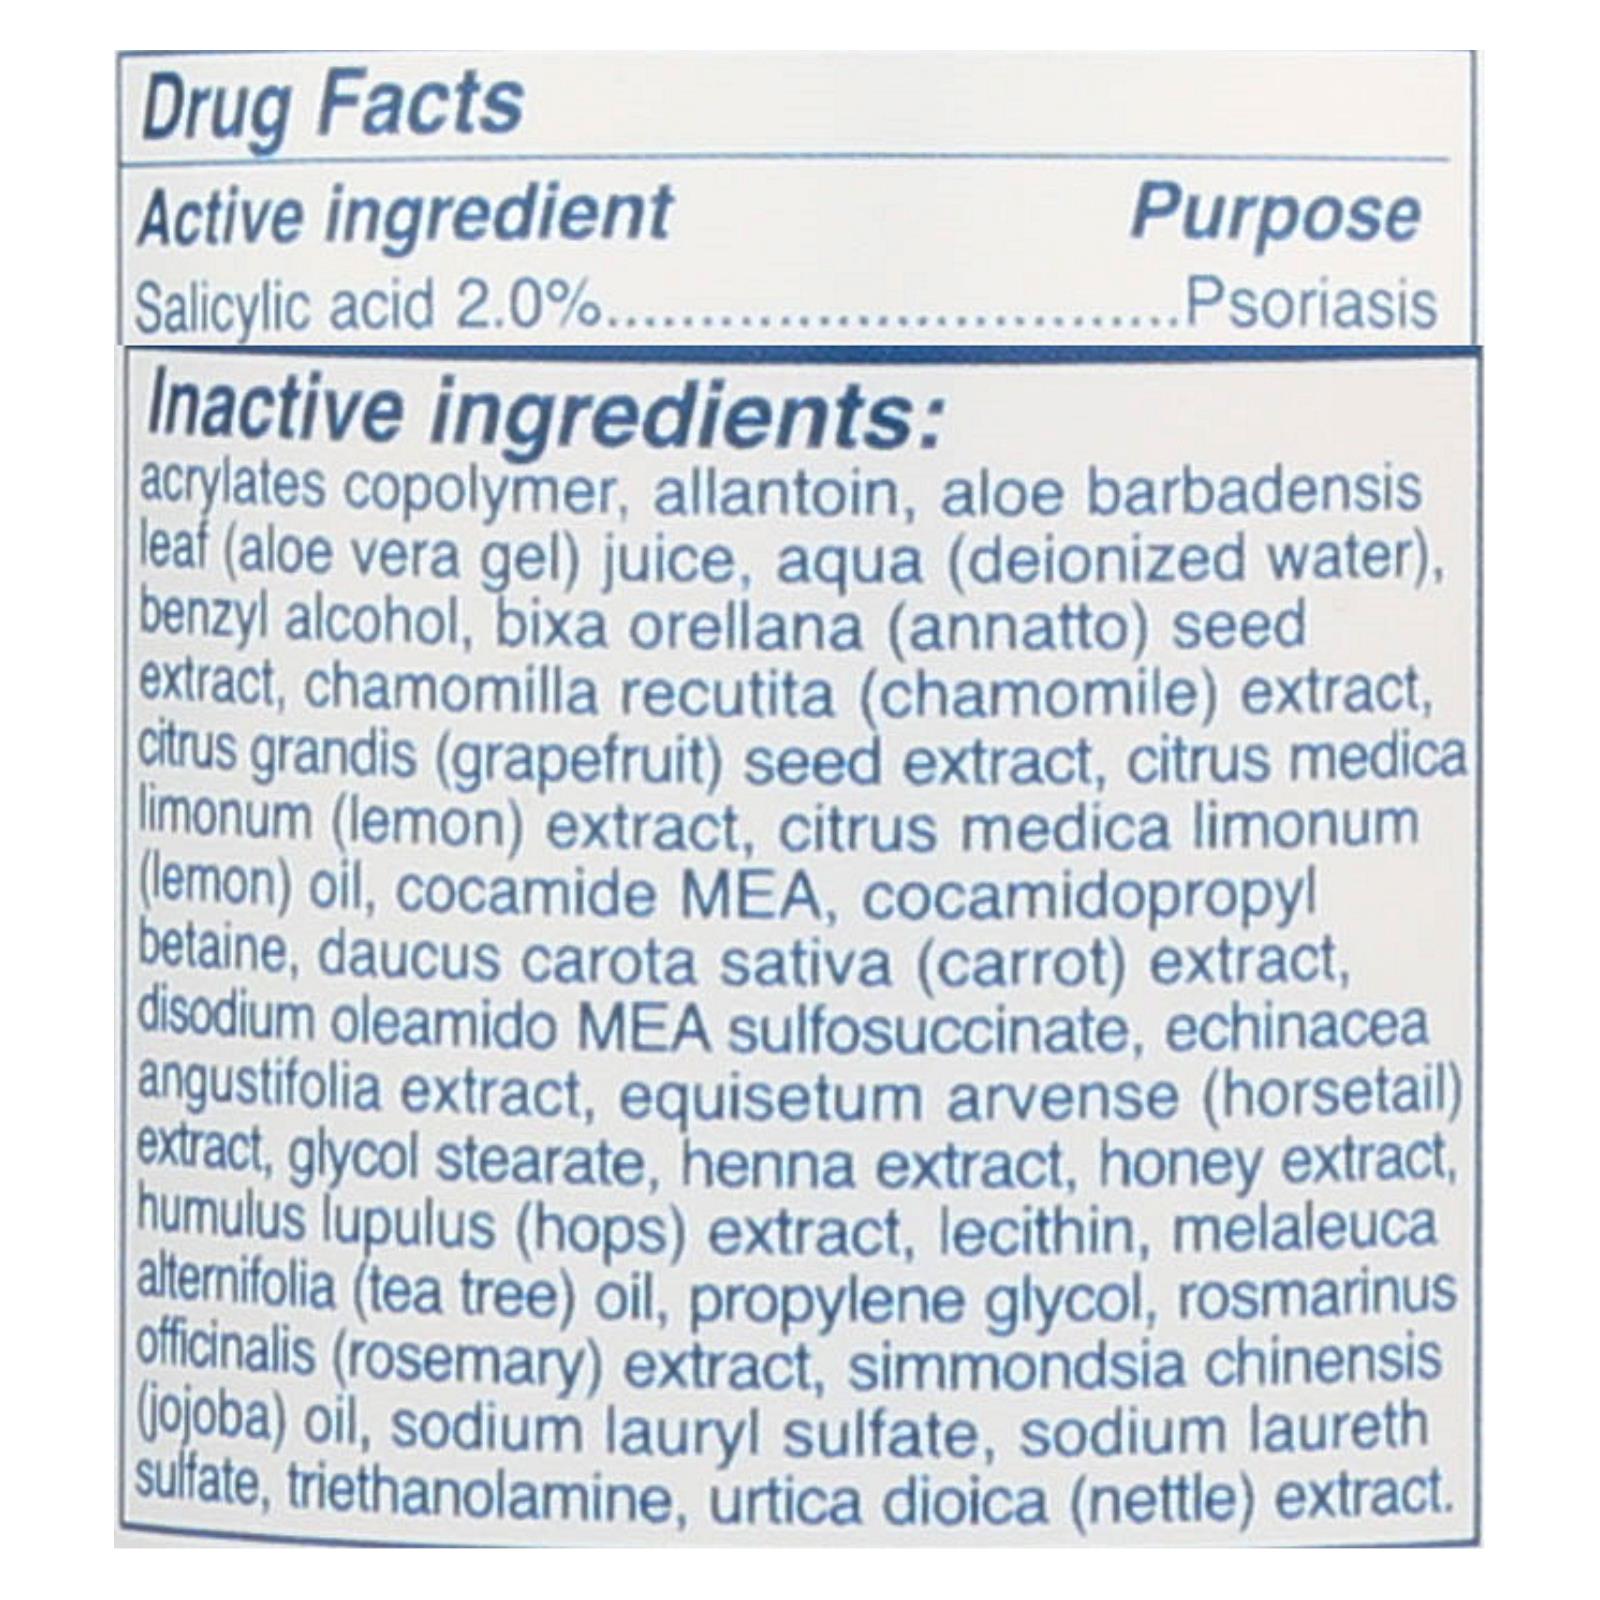 Drug Facts
Active ingredient Purpose
Salicylic acid 2.0%................................Psoriasis
Inactive ingredients:
acrylates copolymer, allantoin, aloe barbadensis
leaf (aloe vera gel) juice, aqua (deionized water),
benzyl alcohol, bixa orellana (annatto) seed
extract, chamomilla recutita (chamomile) extract,
citrus grandis (grapefruit) seed extract, citrus medica
limonum (lemon) extract, citrus medica limonum
(lemon) oil, cocamide MEA, cocamidopropyl
betaine, daucus carota sativa (carrot) extract,
disodium oleamido MEA sulfosuccinate, echinacea
angustifolia extract, equisetum arvense (horsetail)
extract, glycol stearate, henna extract, honey extract,
humulus lupulus (hops) extract, lecithin, melaleuca
alternifolia (tea tree) oil, propylene glycol, rosmarinus
officinalis (rosemary) extract, simmondsia chinensis
(jojoba) oil, sodium lauryl sulfate, sodium laureth
sulfate, triethanolamine, urtica dioica (nettle) extract.